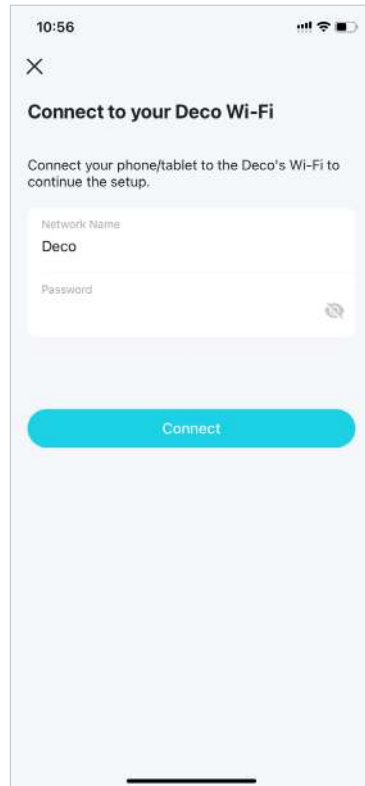 10:56
Connect to your Deco Wi-Fi
Connect your phone/tablet to the Deco's Wi-Fi to
continue the setup.
Network Name
Deco
Password
Connect